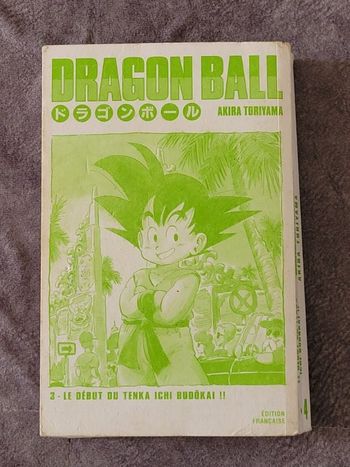 DRAGON BALL
ドラゴンボール
AKIRA TORIYAMA
3 - LE DÉBUT DU TENKA ICHI BUDÔKAI !!
ÉDITION
FRANÇAISE
AKIRA TORIYAMA
4